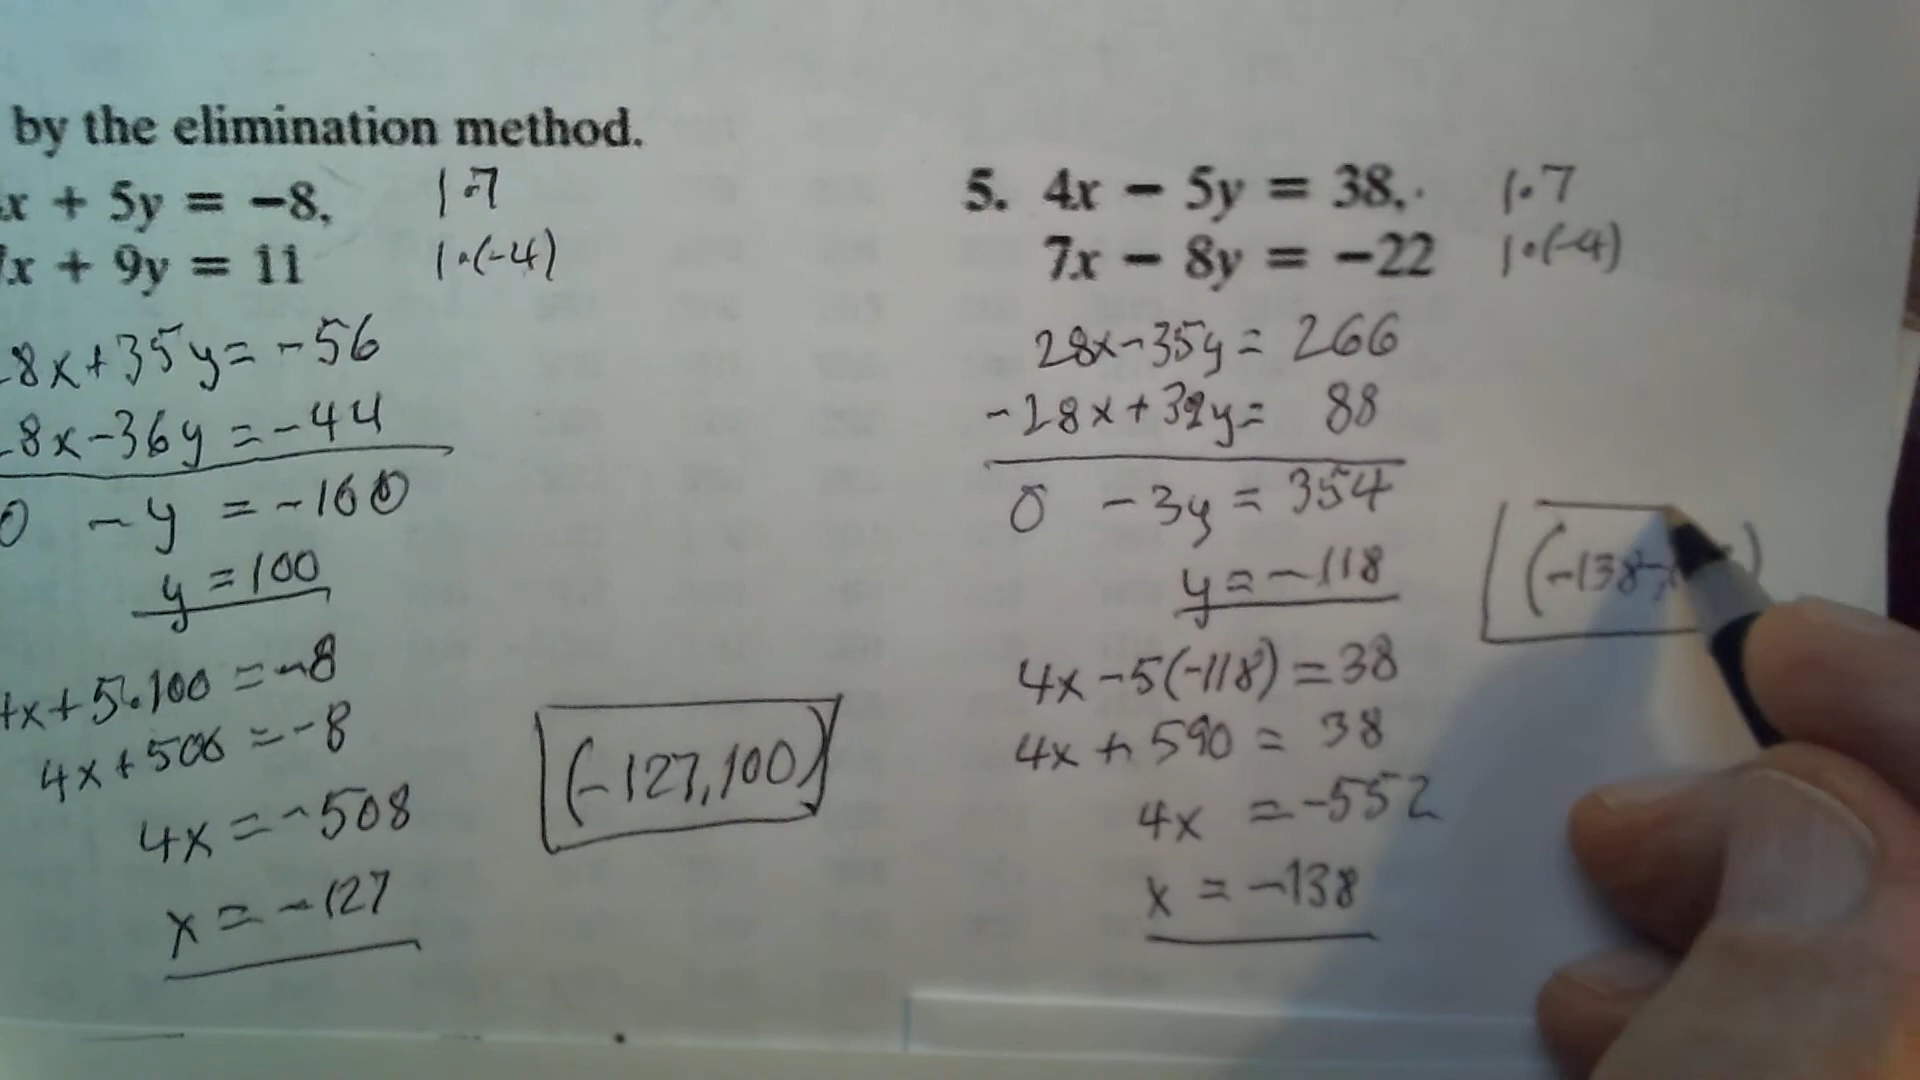 by the elimination method.
x + 5y = -8, |·7
x + 9y = 11 |·(-4)
8x+35y=-56
8x-36y=-44
0 -y = -100
y = 100
x+5·100=-8
4x+500=-8
4x=-508
x=-127
(-127,100)
5. 4x - 5y = 38, |·7
7x - 8y = -22 |·(-4)
28x-35y=266
-28x+32y= 88
0 -3y=354
y=-118
4x-5(-118)=38
4x+590=38
4x =-552
x =-138
(-138,